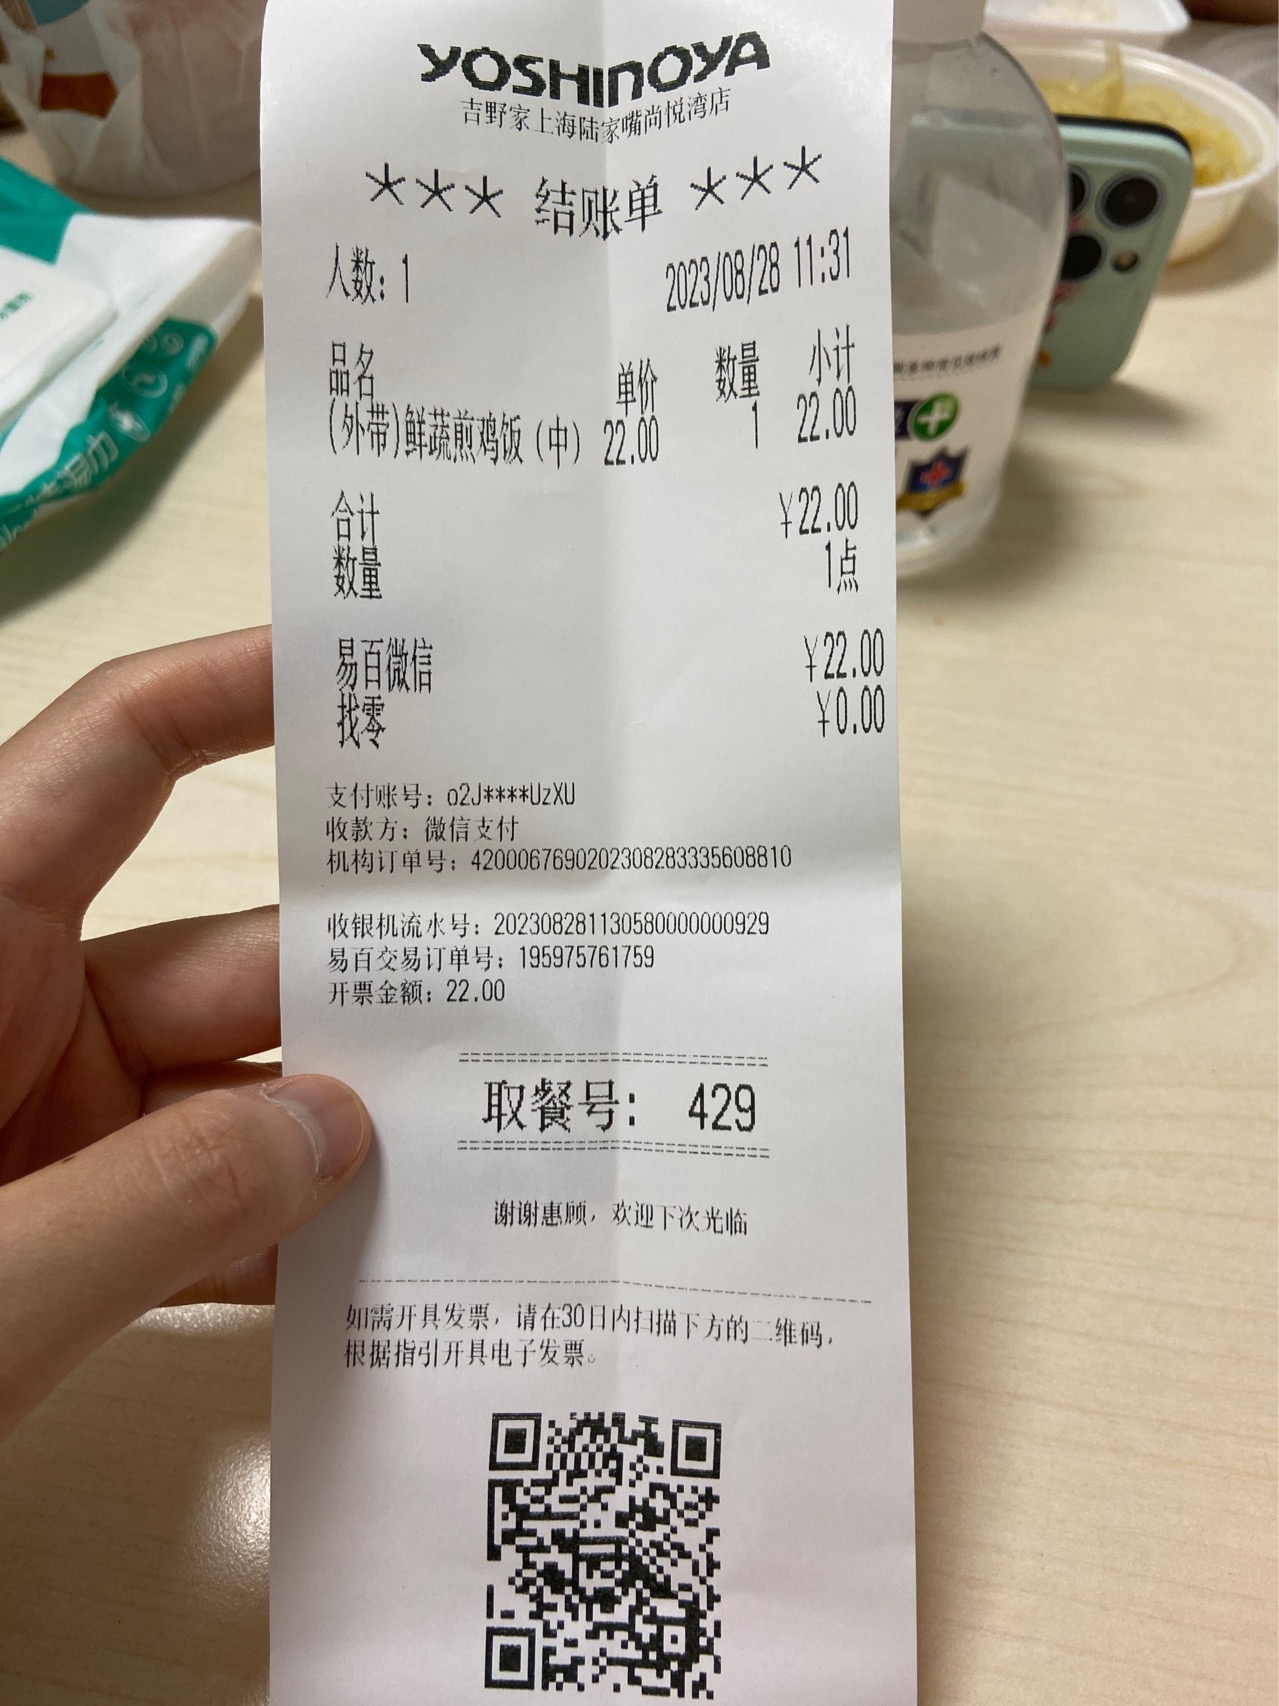 YOSHINOYA
吉野家上海陆家嘴尚悦湾店
*** 结账单 ***
人数：1 2023/08/28 11:31
品名 单价 数量 小计
(外带)鲜蔬煎鸡饭（中） 22.00 1 22.00
合计 ¥22.00
数量 1点
易百微信 ¥22.00
找零 ¥0.00
支付账号：o2J****UzXU
收款方：微信支付
机构订单号：4200067690202308283335608810
收银机流水号：2023082811305800000000929
易百交易订单号：195975761759
开票金额：22.00
取餐号： 429
谢谢惠顾，欢迎下次光临
如需开具发票，请在30日内扫描下方的二维码，
根据指引开具电子发票。